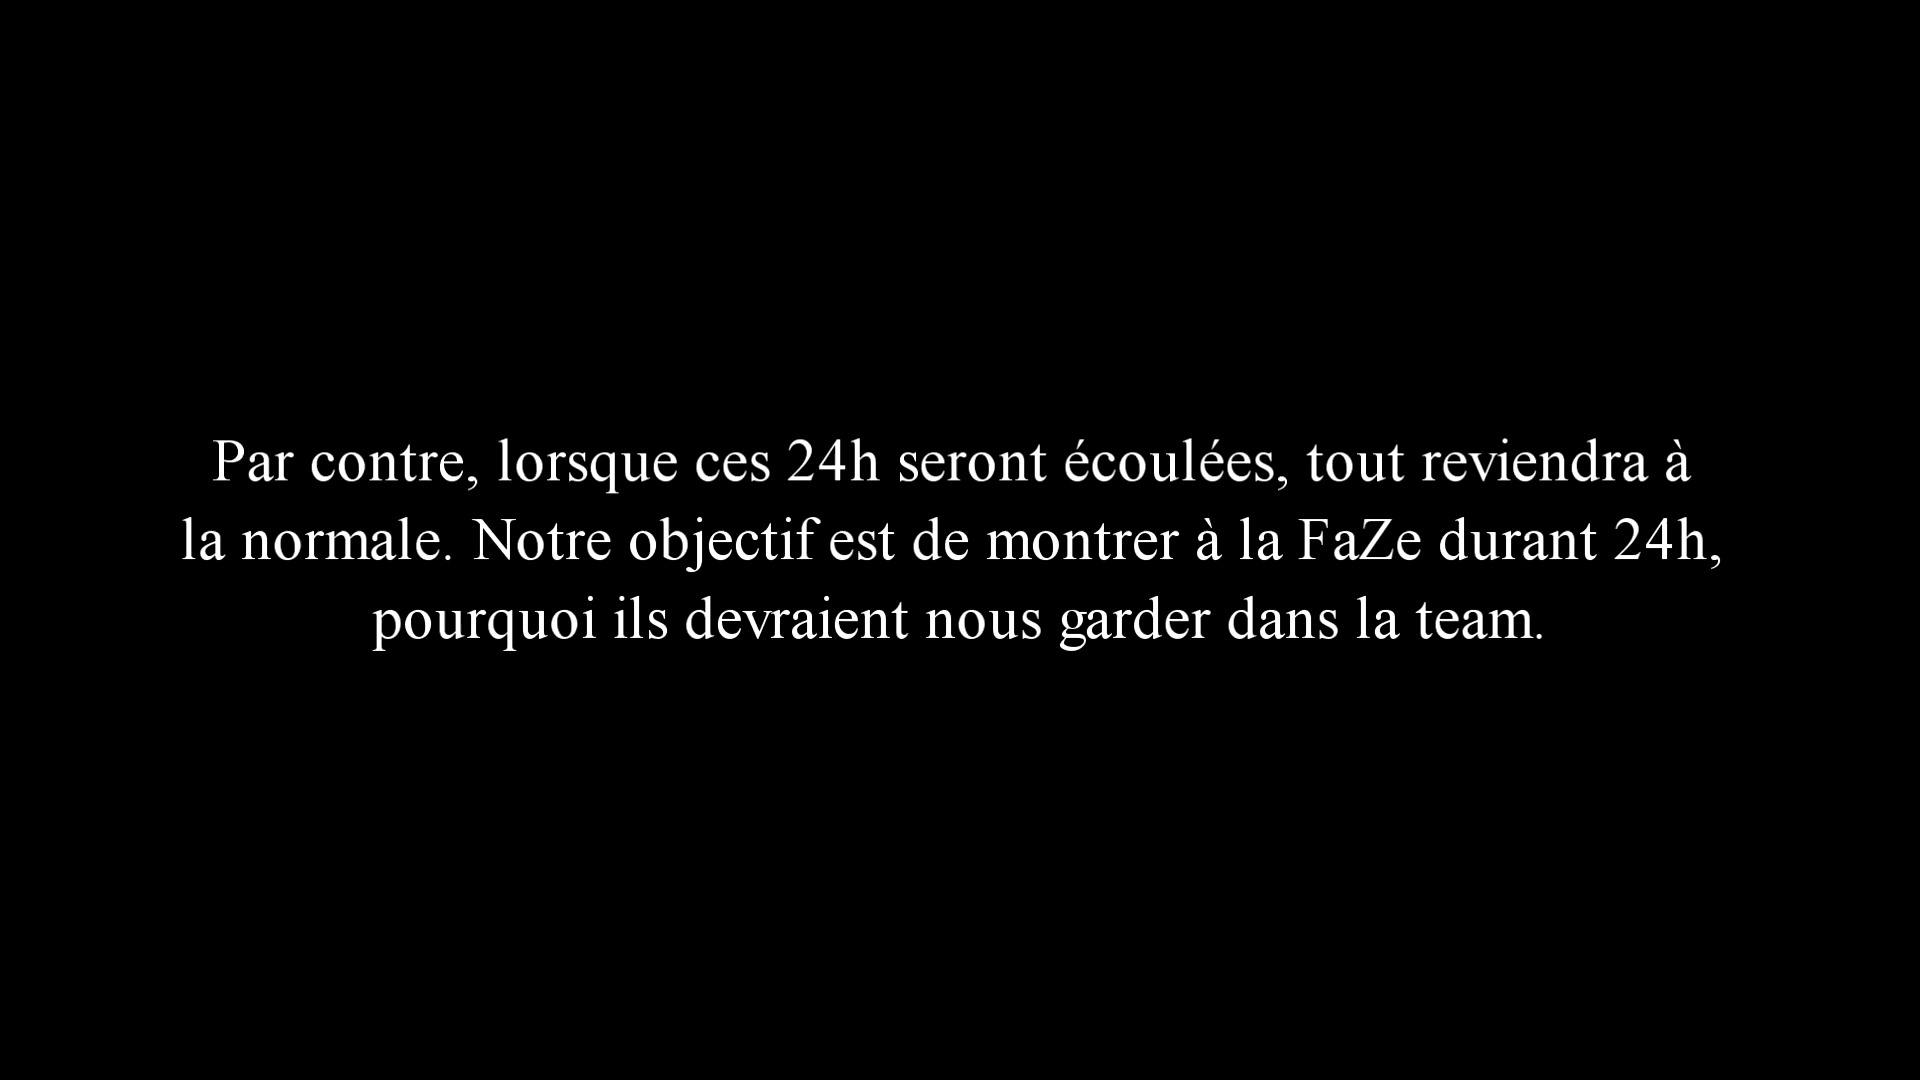 Par contre, lorsque ces 24h seront écoulées, tout reviendra à
la normale. Notre objectif est de montrer à la FaZe durant 24h,
pourquoi ils devraient nous garder dans la team.